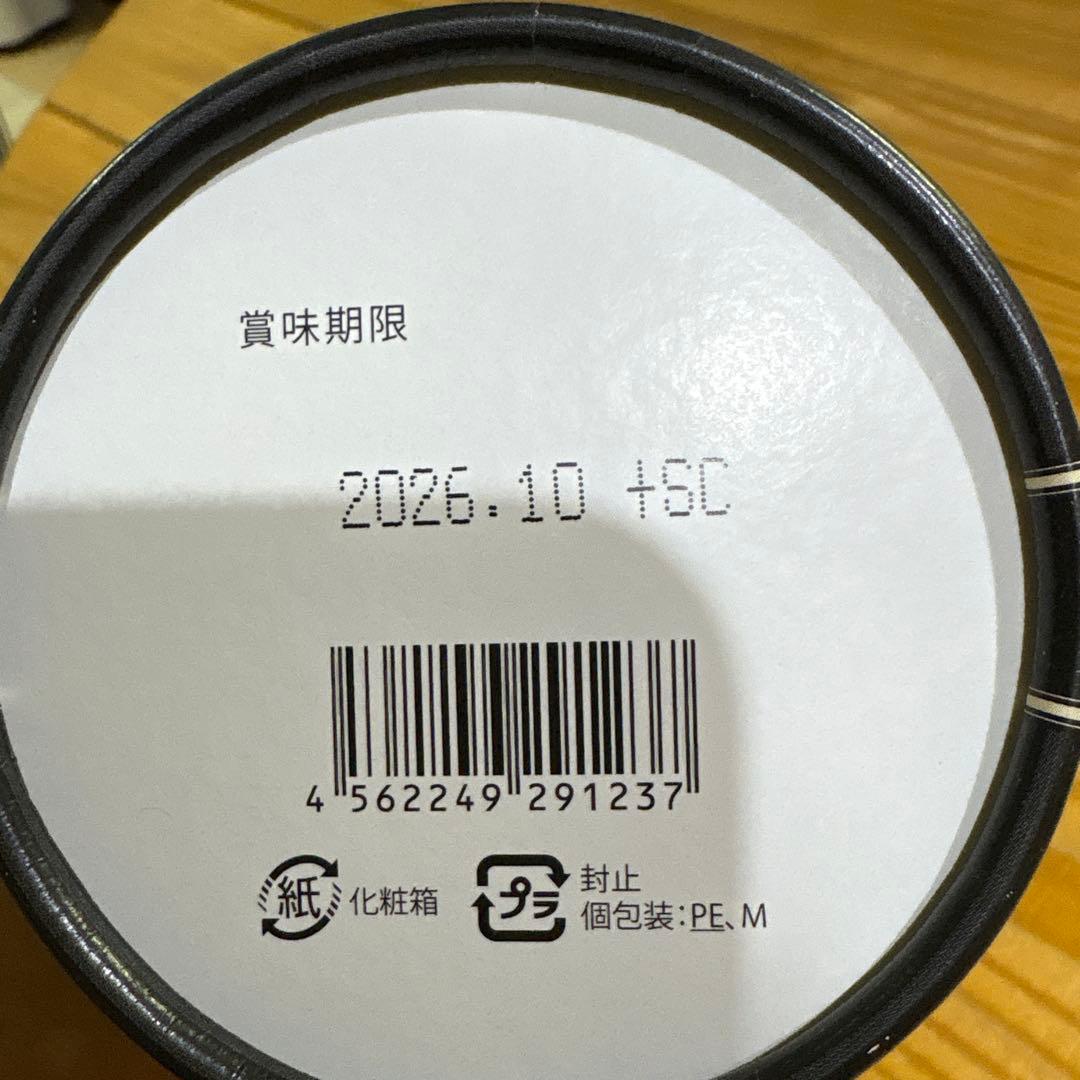 賞味期限
2026.10 +SC
4 562249 291237
紙 化粧箱
プラ 封止
個包装:PE、M